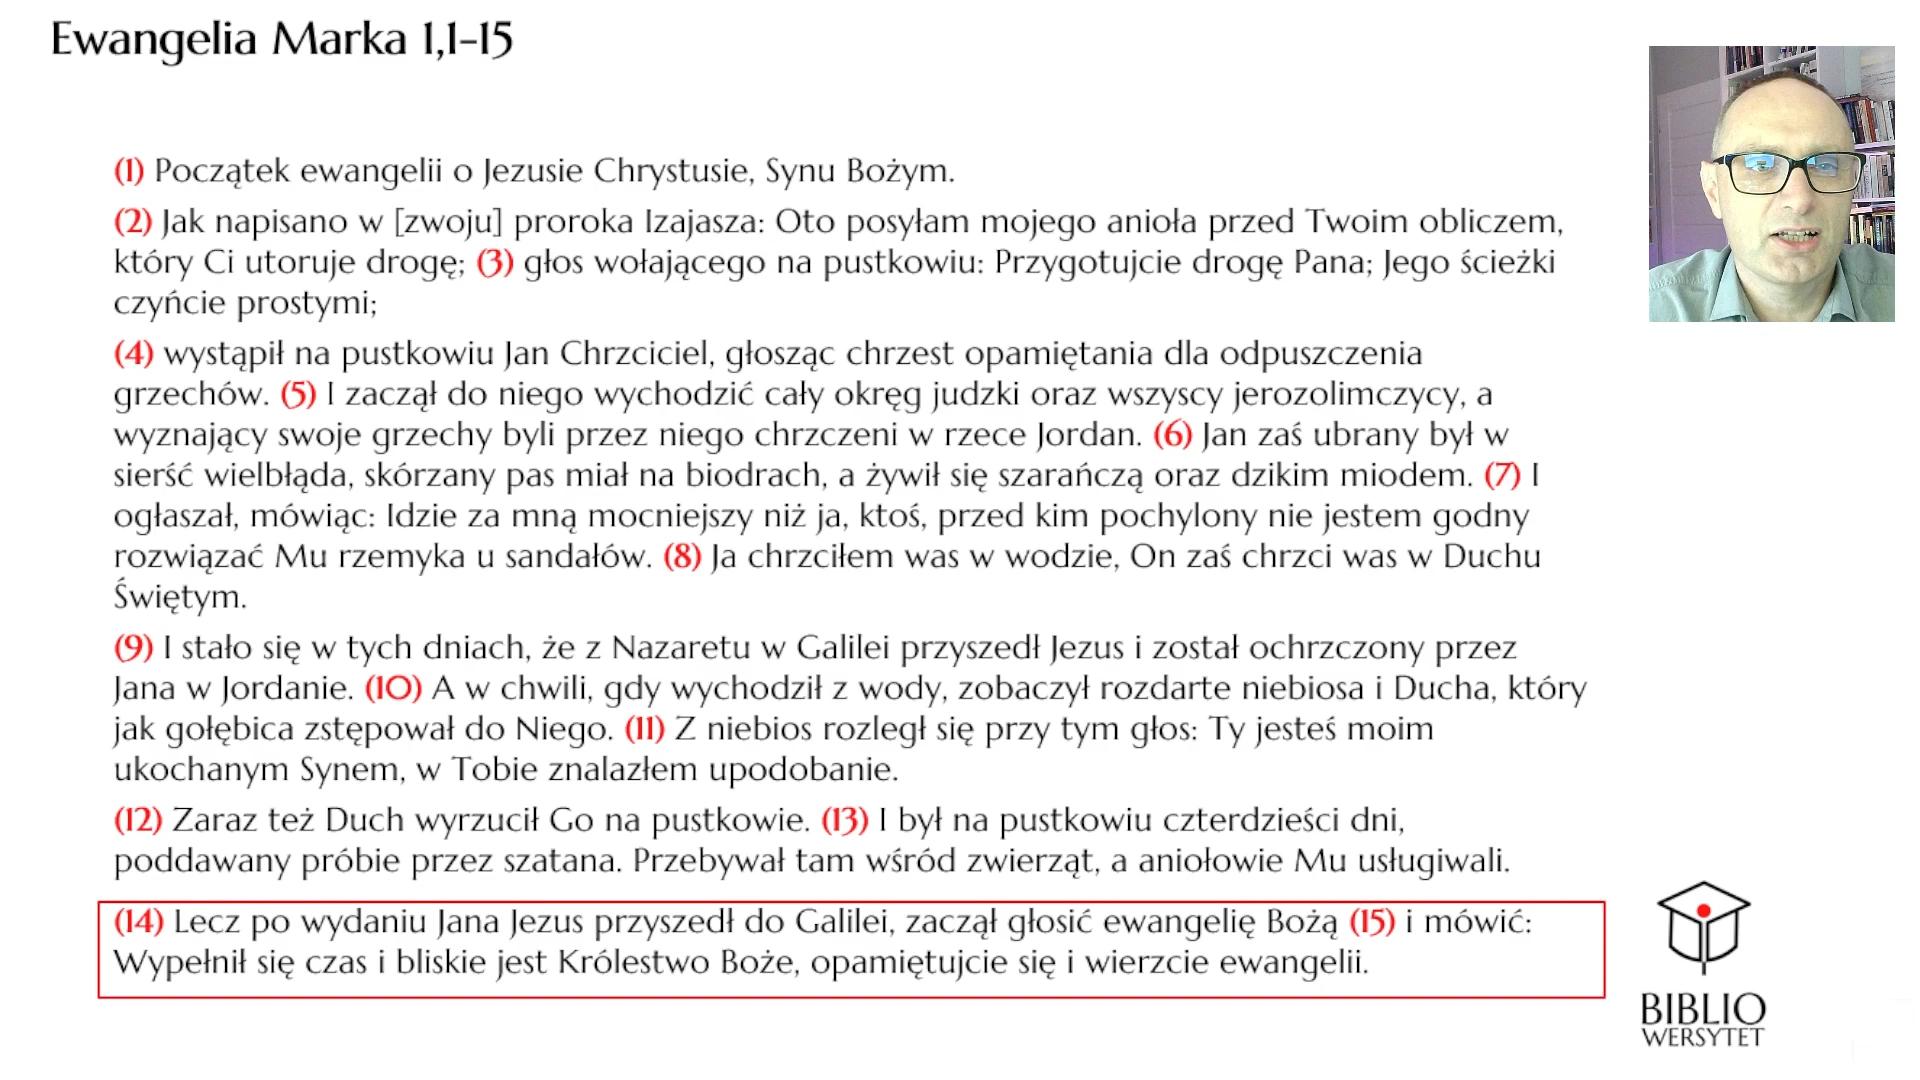 Ewangelia Marka 1,1-15
(1) Początek ewangelii o Jezusie Chrystusie, Synu Bożym.
(2) Jak napisano w [zwoju] proroka Izajasza: Oto posyłam mojego anioła przed Twoim obliczem,
który Ci utoruje drogę; (3) głos wołającego na pustkowiu: Przygotujcie drogę Pana; Jego ścieżki
czyńcie prostymi;
(4) wystąpił na pustkowiu Jan Chrzciciel, głosząc chrzest opamiętania dla odpuszczenia
grzechów. (5) I zaczął do niego wychodzić cały okręg judzki oraz wszyscy jerozolimczycy, a
wyznający swoje grzechy byli przez niego chrzczeni w rzece Jordan. (6) Jan zaś ubrany był w
sierść wielbłąda, skórzany pas miał na biodrach, a żywił się szarańczą oraz dzikim miodem. (7) I
ogłaszał, mówiąc: Idzie za mną mocniejszy niż ja, ktoś, przed kim pochylony nie jestem godny
rozwiązać Mu rzemyka u sandałów. (8) Ja chrzciłem was w wodzie, On zaś chrzci was w Duchu
Świętym.
(9) I stało się w tych dniach, że z Nazaretu w Galilei przyszedł Jezus i został ochrzczony przez
Jana w Jordanie. (10) A w chwili, gdy wychodził z wody, zobaczył rozdarte niebiosa i Ducha, który
jak gołębica zstępował do Niego. (11) Z niebios rozległ się przy tym głos: Ty jesteś moim
ukochanym Synem, w Tobie znalazłem upodobanie.
(12) Zaraz też Duch wyrzucił Go na pustkowie. (13) I był na pustkowiu czterdzieści dni,
poddawany próbie przez szatana. Przebywał tam wśród zwierząt, a aniołowie Mu usługiwali.
(14) Lecz po wydaniu Jana Jezus przyszedł do Galilei, zaczął głosić ewangelię Bożą (15) i mówić:
Wypełnił się czas i bliskie jest Królestwo Boże, opamiętujcie się i wierzcie ewangelii.
BIBLIO
WERSYTET